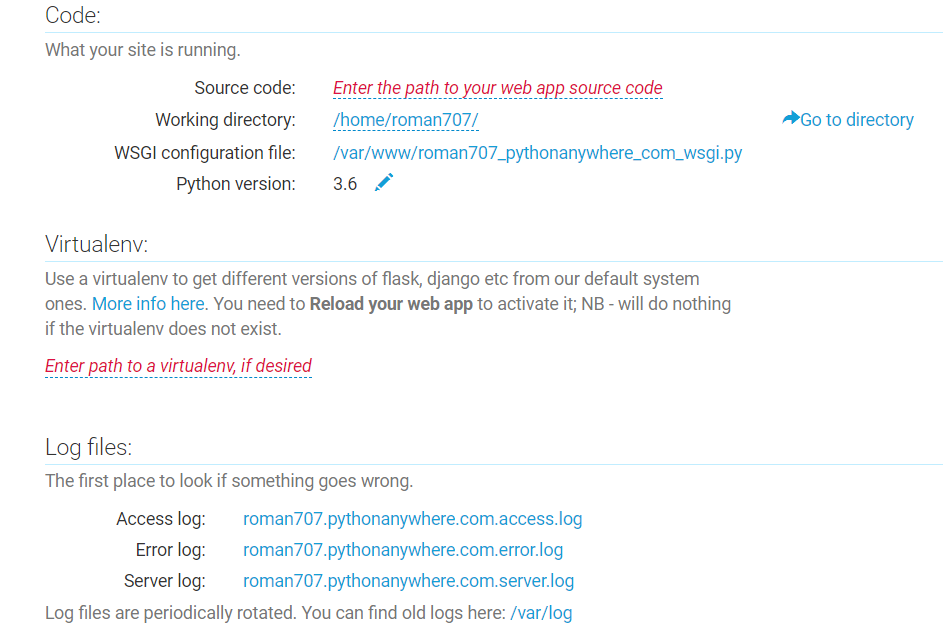 Code:
What your site is running.
Source code: Enter the path to your web app source code
Working directory: /home/roman707/ Go to directory
WSGI configuration file: /var/www/roman707_pythonanywhere_com_wsgi.py
Python version: 3.6
Virtualenv:
Use a virtualenv to get different versions of flask, django etc from our default system
ones. More info here. You need to Reload your web app to activate it; NB - will do nothing
if the virtualenv does not exist.
Enter path to a virtualenv, if desired
Log files:
The first place to look if something goes wrong.
Access log: roman707.pythonanywhere.com.access.log
Error log: roman707.pythonanywhere.com.error.log
Server log: roman707.pythonanywhere.com.server.log
Log files are periodically rotated. You can find old logs here: /var/log